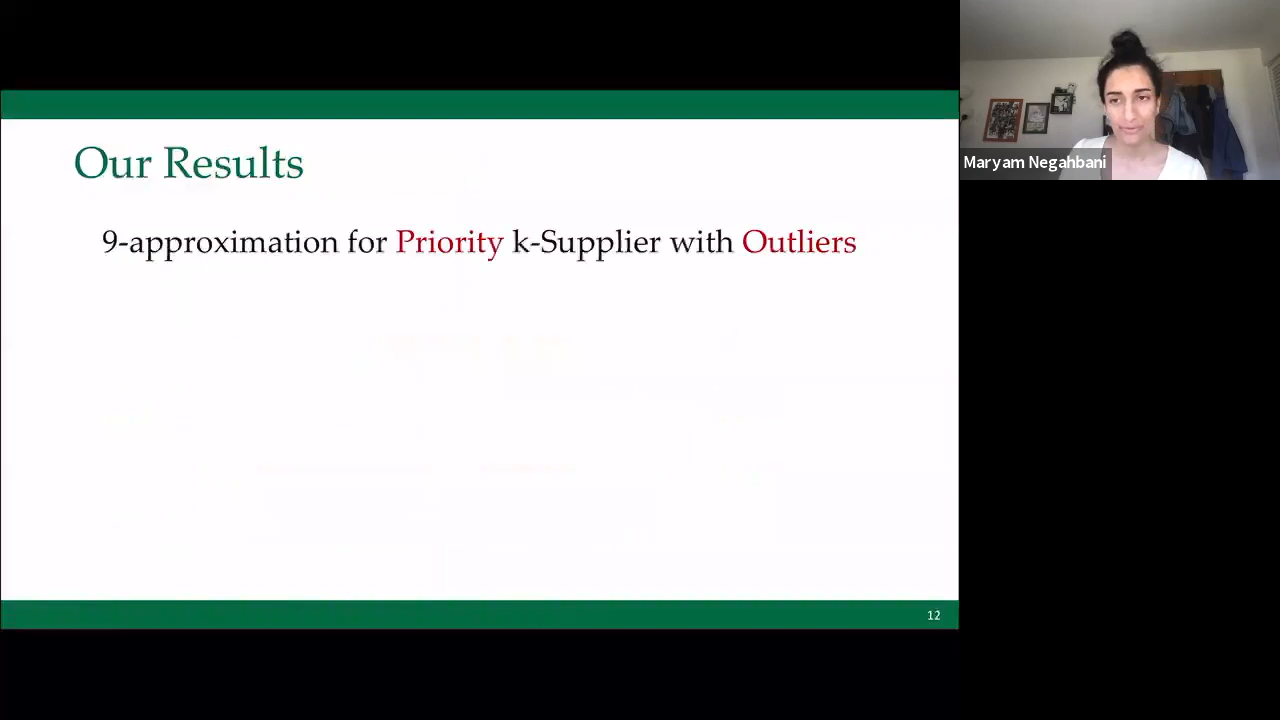 Our Results
9-approximation for Priority k-Supplier with Outliers
12
Maryam Negahbani